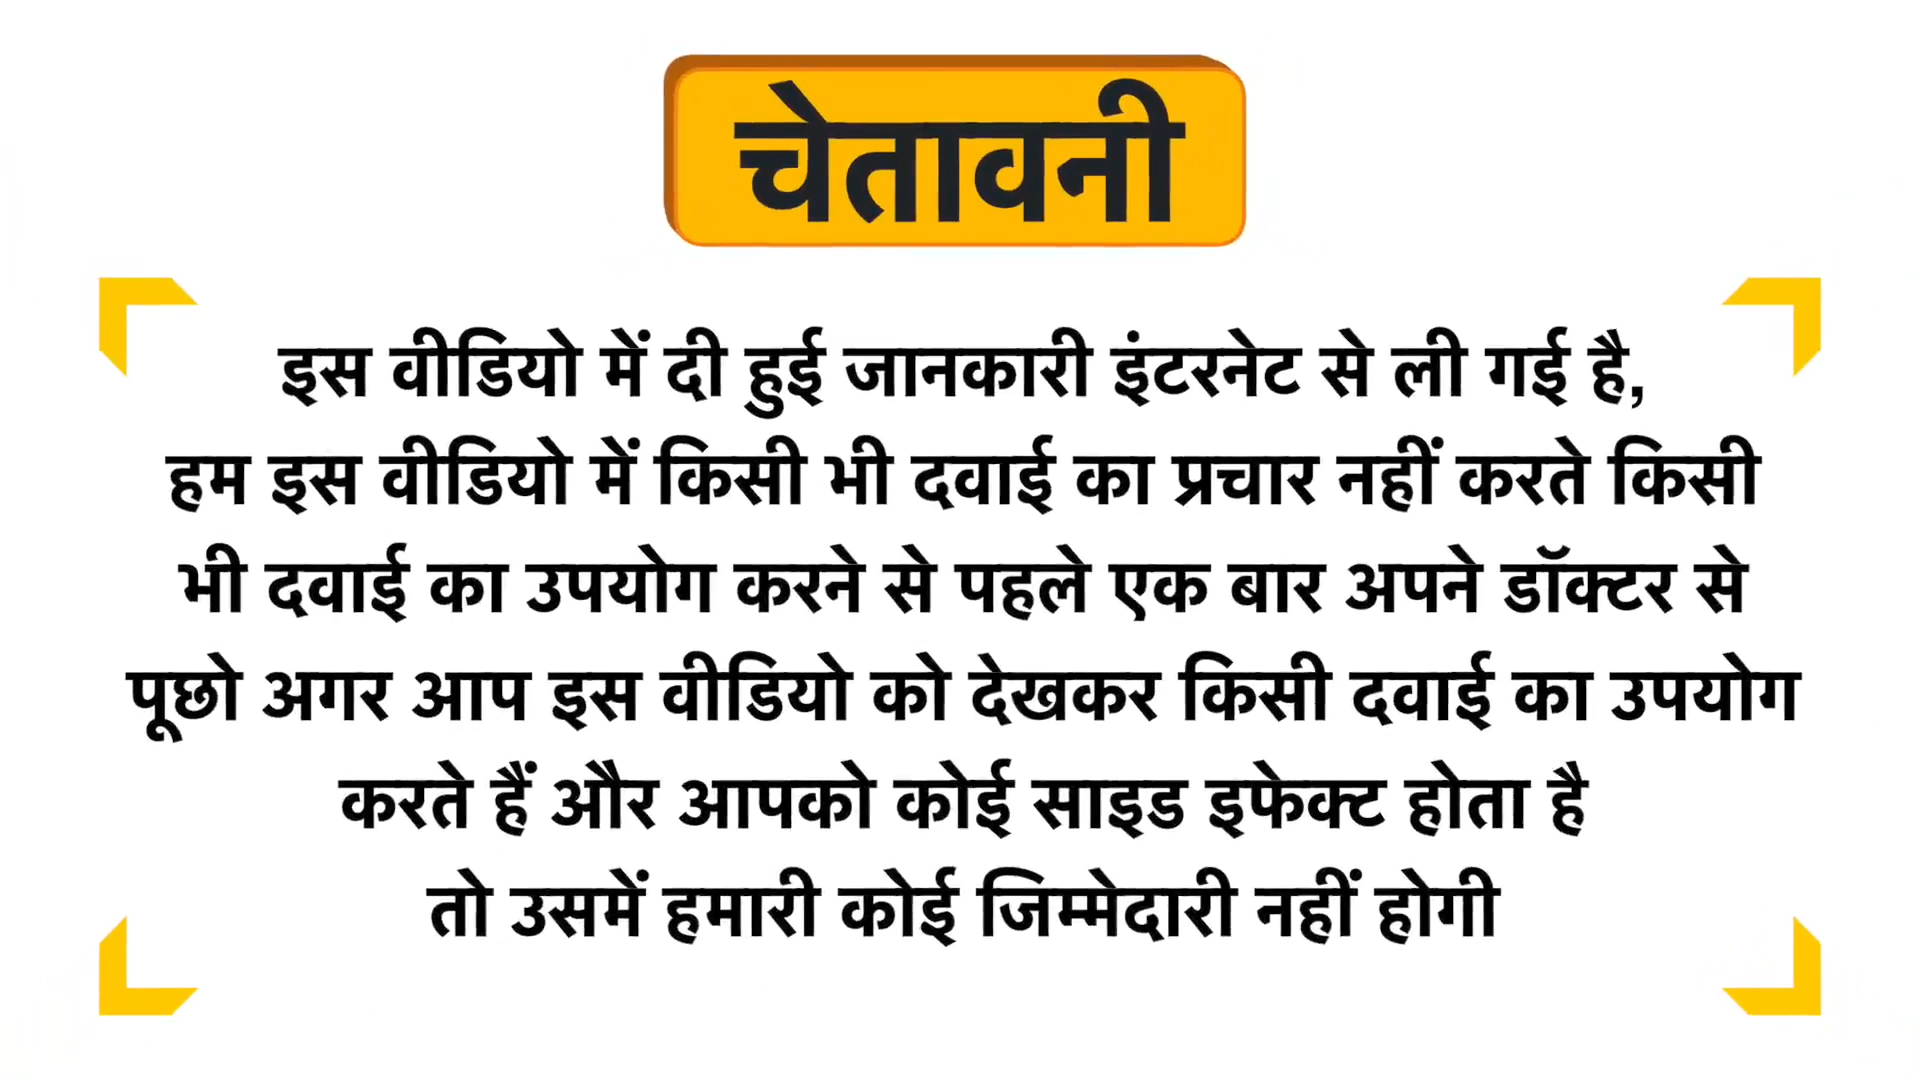 चेतावनी
इस वीडियो में दी हुई जानकारी इंटरनेट से ली गई है,
हम इस वीडियो में किसी भी दवाई का प्रचार नहीं करते किसी
भी दवाई का उपयोग करने से पहले एक बार अपने डॉक्टर से
पूछो अगर आप इस वीडियो को देखकर किसी दवाई का उपयोग
करते हैं और आपको कोई साइड इफेक्ट होता है
तो उसमें हमारी कोई जिम्मेदारी नहीं होगी